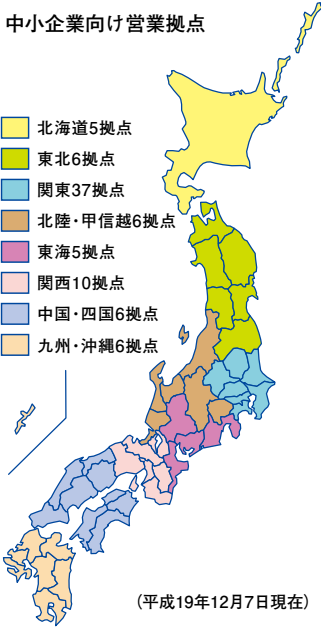 中小企業向け営業拠点
北海道5拠点
東北6拠点
関東37拠点
北陸・甲信越6拠点
東海5拠点
関西10拠点
中国・四国6拠点
九州・沖縄6拠点
（平成19年12月7日現在）